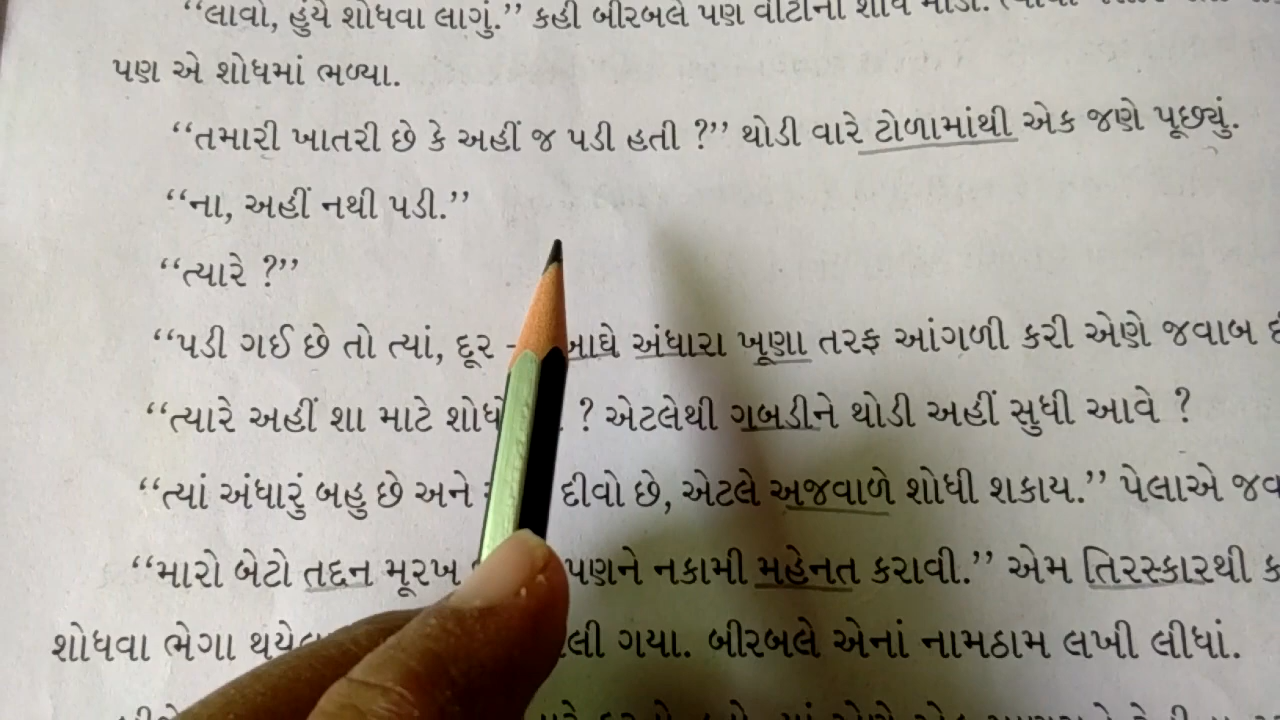 “લાવો, હુંયે શોધવા લાગું.” કહી બીરબલે પણ વીંટીની શોધ માંડી.
પણ એ શોધમાં ભળ્યા.
“તમારી ખાતરી છે કે અહીં જ પડી હતી ?” થોડી વારે ટોળામાંથી એક જણે પૂછ્યું.
“ના, અહીં નથી પડી.”
“ત્યારે ?”
“પડી ગઈ છે તો ત્યાં, દૂર - આઘે અંધારા ખૂણા તરફ આંગળી કરી એણે જવાબ
“ત્યારે અહીં શા માટે ? એટલેથી ગબડીને થોડી અહીં સુધી આવે ?
“ત્યાં અંધારું બહુ છે અને દીવો છે, એટલે અજવાળે શોધી શકાય.” પેલાએ
“મારો બેટો તદ્દન મૂરખ નકામી મહેનત કરાવી.” એમ તિરસ્કારથી
શોધવા ભેગા ગયા. બીરબલે એનાં નામઠામ લખી લીધાં.